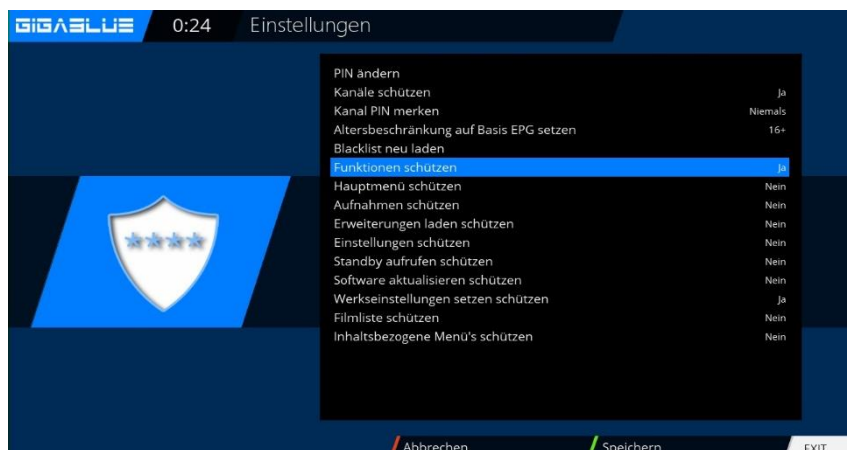 GIGABLUE 0:24 Einstellungen
PIN ändern
Kanäle schützen Ja
Kanal PIN merken Niemals
Altersbeschränkung auf Basis EPG setzen 16+
Blacklist neu laden
Funktionen schützen Ja
Hauptmenü schützen Nein
Aufnahmen schützen Nein
Erweiterungen laden schützen Nein
Einstellungen schützen Nein
Standby aufrufen schützen Nein
Software aktualisieren schützen Nein
Werkseinstellungen setzen schützen Ja
Filmliste schützen Nein
Inhaltsbezogene Menü's schützen Nein
Abbrechen Speichern EXIT